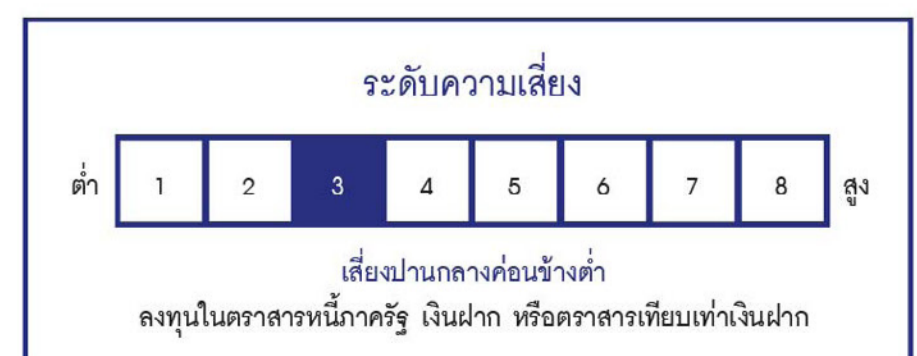 ระดับความเสี่ยง
ต่ำ 1 2 3 4 5 6 7 8 สูง
เสี่ยงปานกลางค่อนข้างต่ำ
ลงทุนในตราสารหนี้ภาครัฐ เงินฝาก หรือตราสารเทียบเท่าเงินฝาก